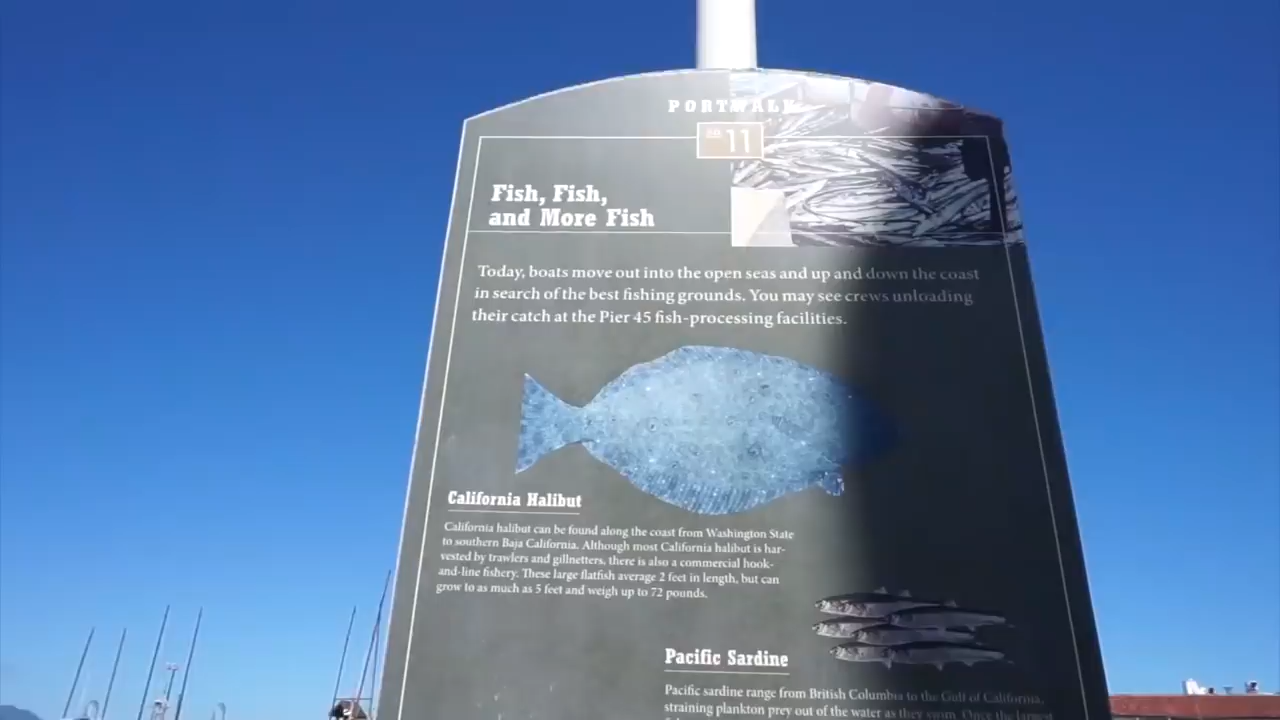 PORTWALK
NO. 11
Fish, Fish,
and More Fish
Today, boats move out into the open seas and up and down the coast
in search of the best fishing grounds. You may see crews unloading
their catch at the Pier 45 fish-processing facilities.
California Halibut
California halibut can be found along the coast from Washington State
to southern Baja California. Although most California halibut is har-
vested by trawlers and gillnetters, there is also a commercial hook-
and-line fishery. These large flatfish average 2 feet in length, but can
grow to as much as 5 feet and weigh up to 72 pounds.
Pacific Sardine
Pacific sardine range from British Columbia to the Gulf of California,
straining plankton prey out of the water as they swim. Once the largest